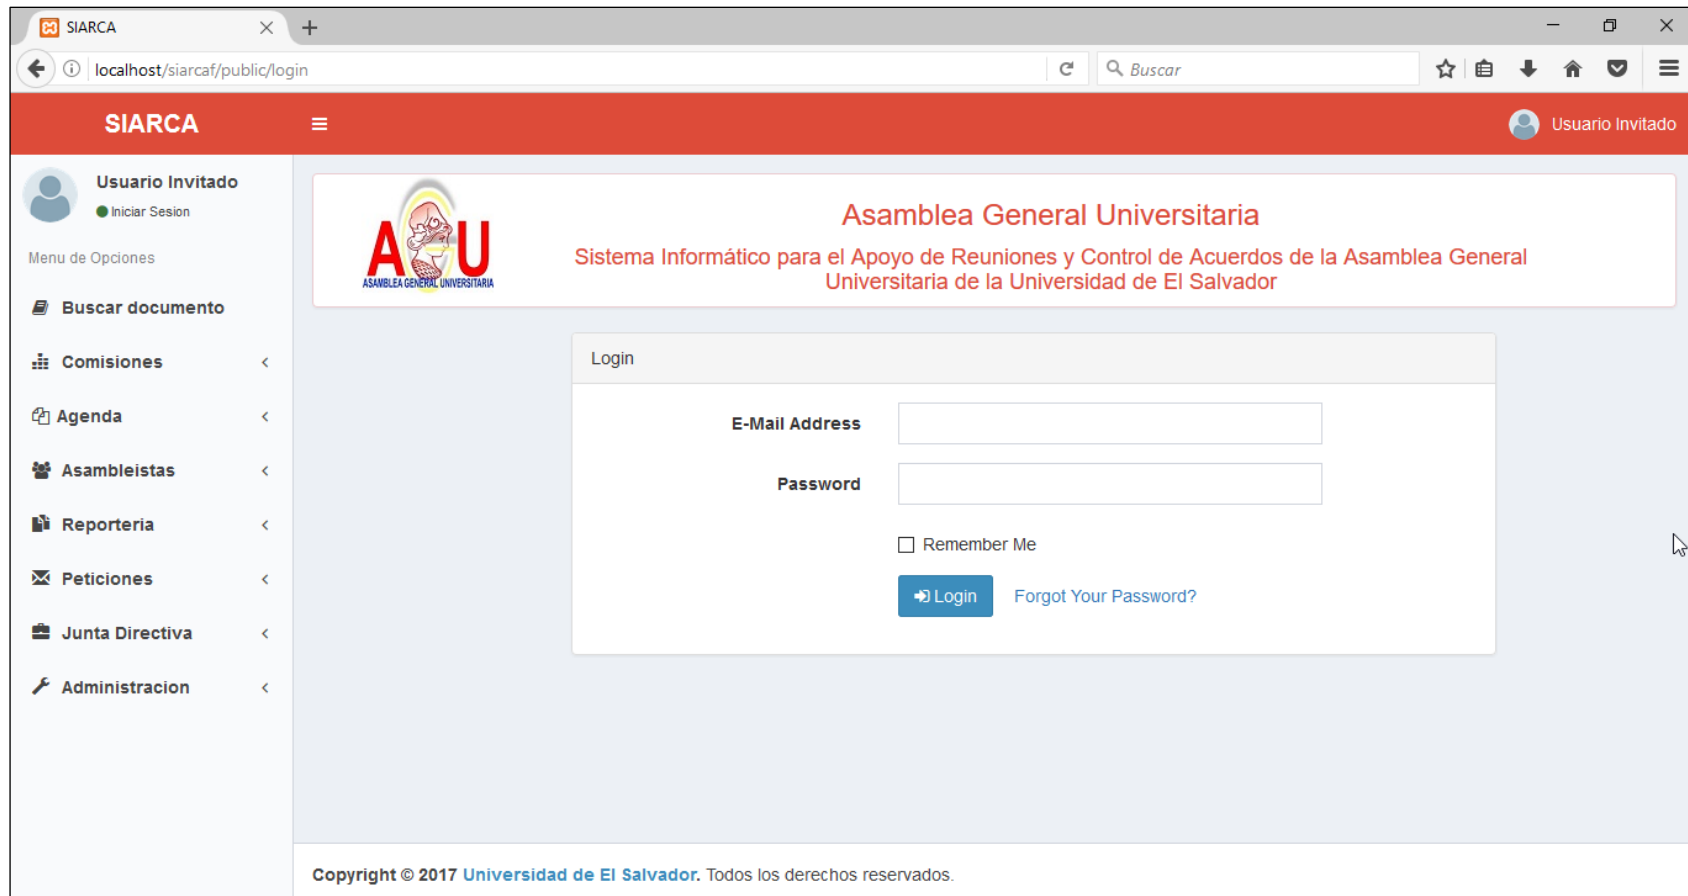 SIARCA
localhost/siarcaf/public/login
Buscar
SIARCA
Usuario Invitado
Usuario Invitado
Iniciar Sesion
Menu de Opciones
Buscar documento
Comisiones
Agenda
Asambleistas
Reporteria
Peticiones
Junta Directiva
Administracion
AGU
ASAMBLEA GENERAL UNIVERSITARIA
Asamblea General Universitaria
Sistema Informático para el Apoyo de Reuniones y Control de Acuerdos de la Asamblea General
Universitaria de la Universidad de El Salvador
Login
E-Mail Address
Password
Remember Me
Login
Forgot Your Password?
Copyright © 2017 Universidad de El Salvador. Todos los derechos reservados.